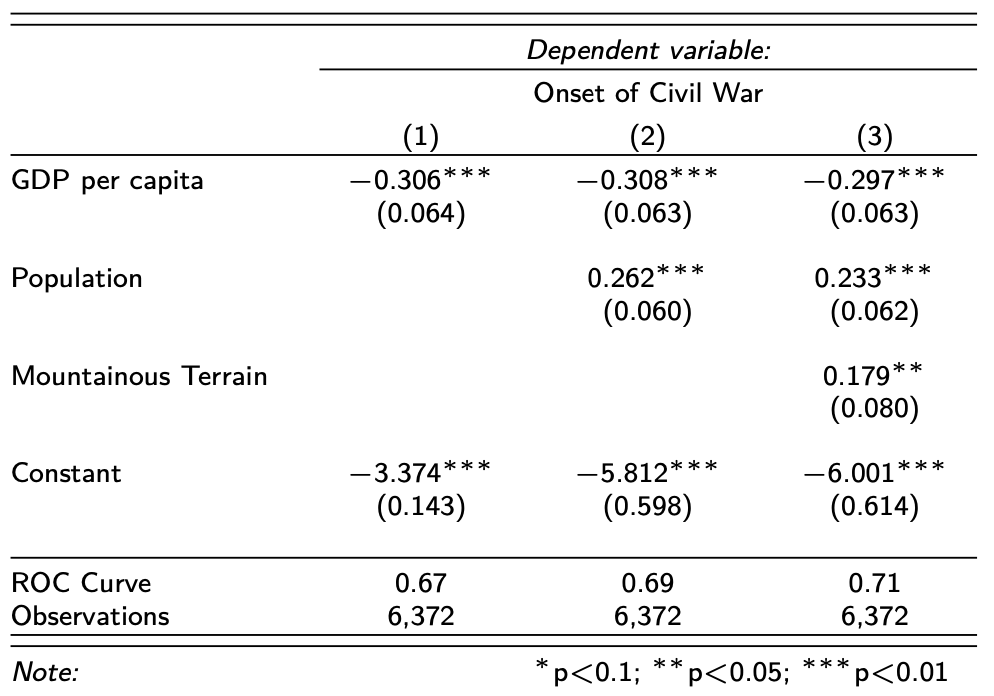 Dependent variable:
Onset of Civil War
(1) (2) (3)
GDP per capita −0.306*** −0.308*** −0.297***
(0.064) (0.063) (0.063)
Population 0.262*** 0.233***
(0.060) (0.062)
Mountainous Terrain 0.179**
(0.080)
Constant −3.374*** −5.812*** −6.001***
(0.143) (0.598) (0.614)
ROC Curve 0.67 0.69 0.71
Observations 6,372 6,372 6,372
Note: *p<0.1; **p<0.05; ***p<0.01